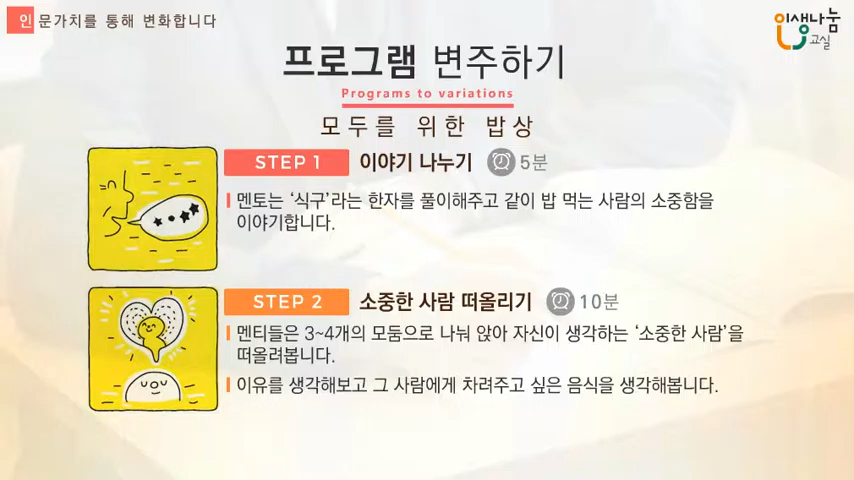 인문가치를 통해 변화합니다
인생나눔
교실
프로그램 변주하기
Programs to variations
모두를 위한 밥상
STEP 1 이야기 나누기 5분
멘토는 ‘식구’라는 한자를 풀이해주고 같이 밥 먹는 사람의 소중함을
이야기합니다.
STEP 2 소중한 사람 떠올리기 10분
멘티들은 3~4개의 모둠으로 나눠 앉아 자신이 생각하는 ‘소중한 사람’을
떠올려봅니다.
이유를 생각해보고 그 사람에게 차려주고 싶은 음식을 생각해봅니다.